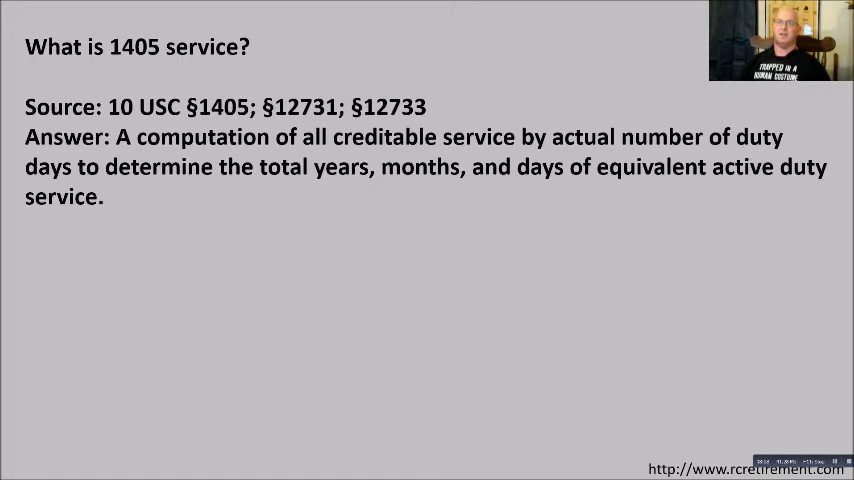 What is 1405 service?
TRAPPED IN A
HUMAN COSTUME
Source: 10 USC §1405; §12731; §12733
Answer: A computation of all creditable service by actual number of duty
days to determine the total years, months, and days of equivalent active duty
service.
http://www.rcretirement.com